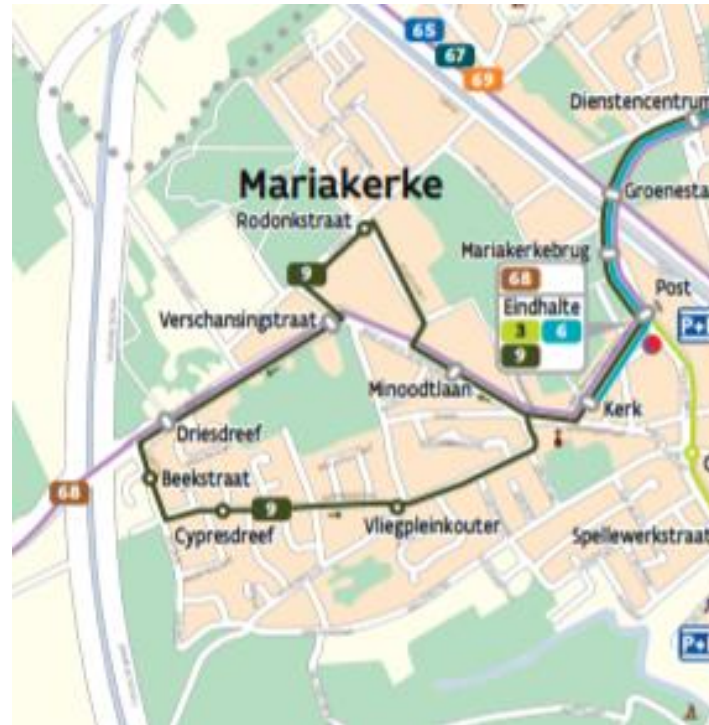 65
67
69
Dienstencentrum
Mariakerke
Groenesta
Rodonkstraat
Mariakerkebrug
9
68
Post
Eindhalte
3 6
9
P+
Verschansingstraat
Minoodtlaan
Kerk
Driesdreef
Beekstraat
68
9
Cypresdreef
Vliegpleinkouter
Spellewerkstraat
P+